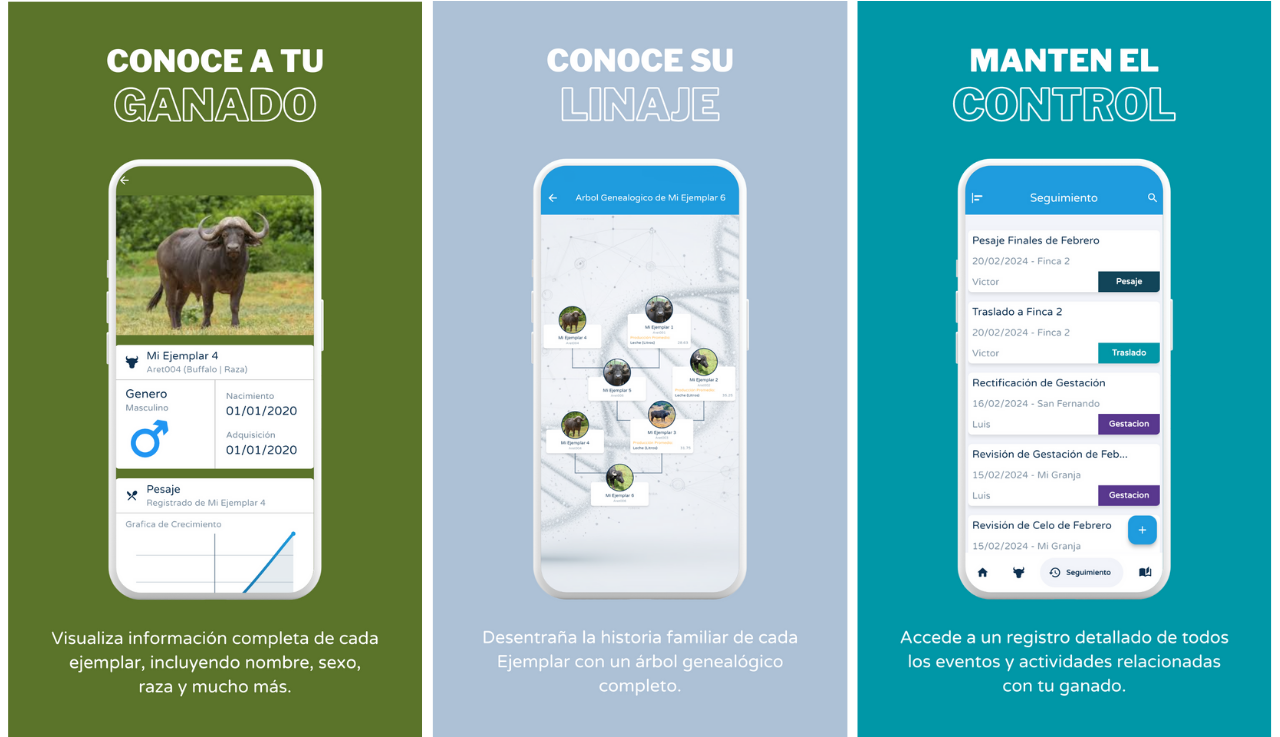 CONOCE A TU
GANADO
Mi Ejemplar 4
Aret004 (Buffalo | Raza)
Genero
Masculino
Nacimiento
01/01/2020
Adquisición
01/01/2020
Pesaje
Registrado de Mi Ejemplar 4
Grafica de Crecimiento
Visualiza información completa de cada
ejemplar, incluyendo nombre, sexo,
raza y mucho más.
CONOCE SU
LINAJE
Arbol Genealogico de Mi Ejemplar 6
Mi Ejemplar 4
Mi Ejemplar 1
Leche (Litros)
Mi Ejemplar 5
Mi Ejemplar 2
Leche (Litros)
Mi Ejemplar 4
Mi Ejemplar 3
Leche (Litros)
Mi Ejemplar 6
Desentraña la historia familiar de cada
Ejemplar con un árbol genealógico
completo.
MANTEN EL
CONTROL
Seguimiento
Pesaje Finales de Febrero
20/02/2024 - Finca 2
Victor
Pesaje
Traslado a Finca 2
20/02/2024 - Finca 2
Victor
Traslado
Rectificación de Gestación
16/02/2024 - San Fernando
Luis
Gestacion
Revisión de Gestación de Feb...
15/02/2024 - Mi Granja
Luis
Gestacion
Revisión de Celo de Febrero
15/02/2024 - Mi Granja
Seguimiento
Accede a un registro detallado de todos
los eventos y actividades relacionadas
con tu ganado.